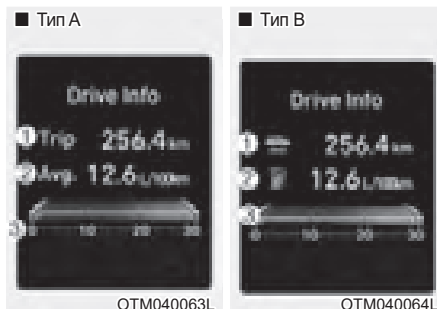 ■ Тип A
Drive Info
1 Trip 256.4 km
2 Avg. 12.6 L/100km
3
0 10 20 30
OTM040063L
■ Тип B
Drive Info
1 256.4 km
2 12.6 L/100km
3
0 10 20 30
OTM040064L